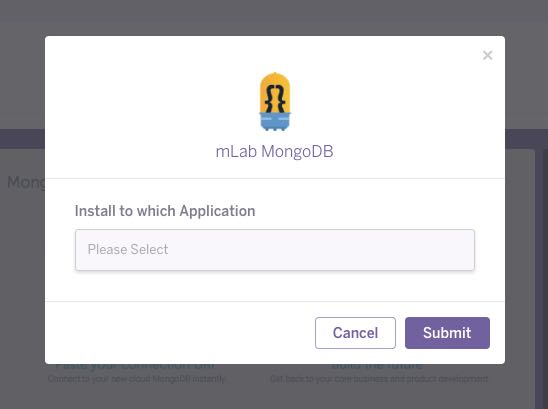 ×
mLab MongoDB
Mong
Install to which Application
Please Select
Cancel
Submit
Paste your connection URI
Build the future
Connect to your new cloud MongoDB instantly.
Get back to your core business and product development.